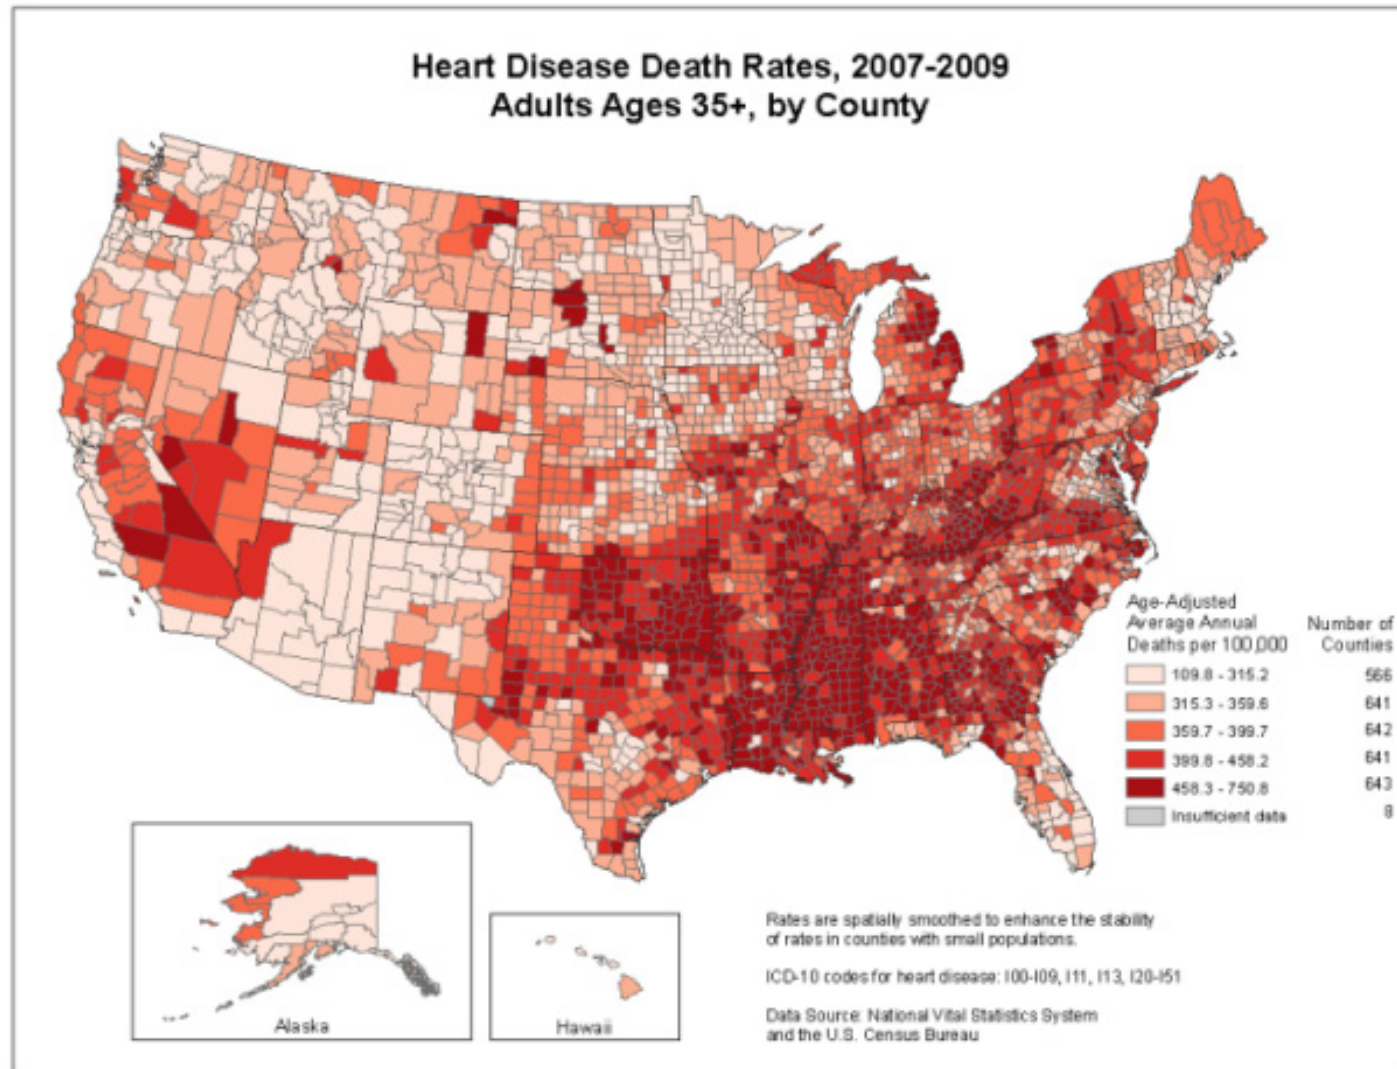 Heart Disease Death Rates, 2007-2009
Adults Ages 35+, by County
Age-Adjusted
Average Annual
Deaths per 100,000
Number of
Counties
109.8 - 315.2 566
315.3 - 359.6 641
359.7 - 399.7 642
399.8 - 458.2 641
458.3 - 750.8 643
Insufficient data 8
Alaska
Hawaii
Rates are spatially smoothed to enhance the stability
of rates in counties with small populations.
ICD-10 codes for heart disease: I00-I09, I11, I13, I20-I51
Data Source: National Vital Statistics System
and the U.S. Census Bureau